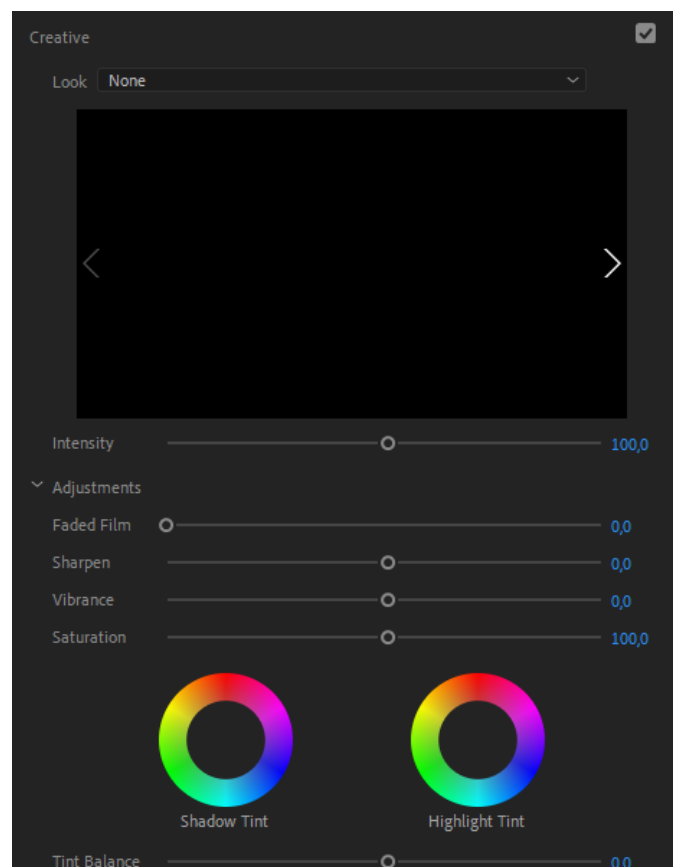 Creative
Look None
Intensity 100,0
Adjustments
Faded Film 0,0
Sharpen 0,0
Vibrance 0,0
Saturation 100,0
Shadow Tint Highlight Tint
Tint Balance 0,0